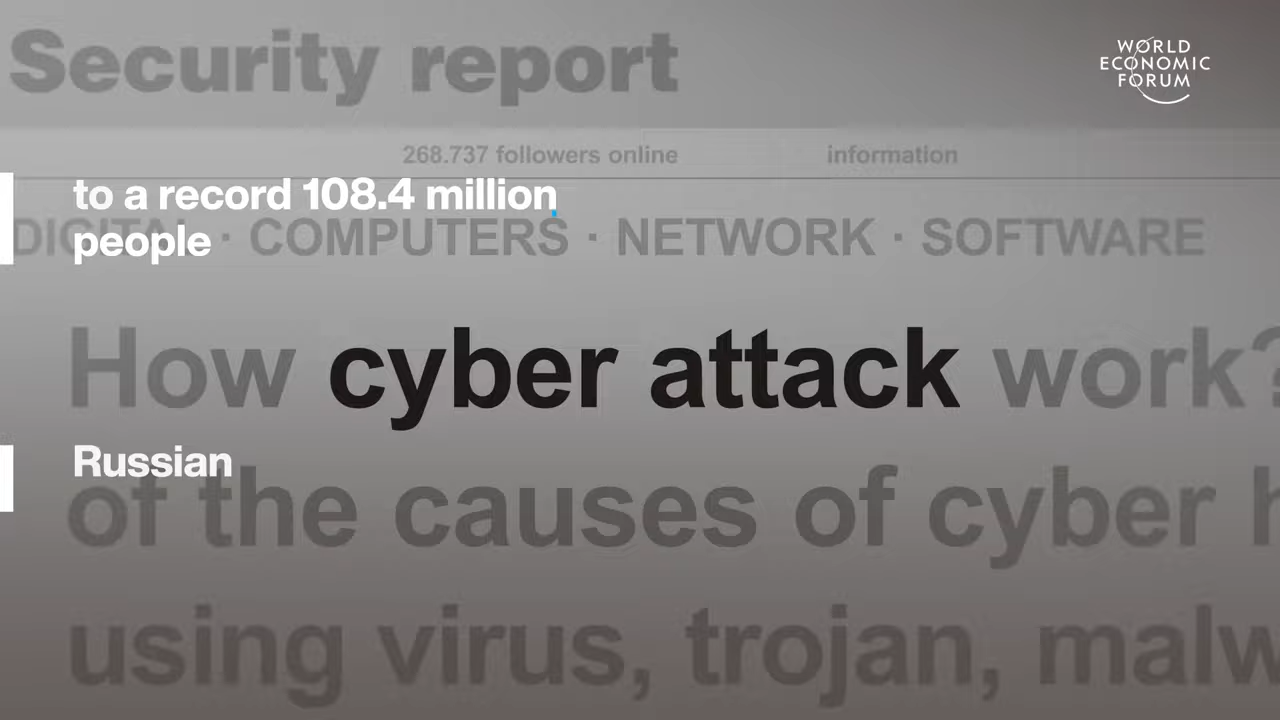 Security report
WORLD
ECONOMIC
FORUM
268.737 followers online information
to a record 108.4 million
people
DIGITAL · COMPUTERS · NETWORK · SOFTWARE
How cyber attack work?
Russian
of the causes of cyber h
using virus, trojan, malw